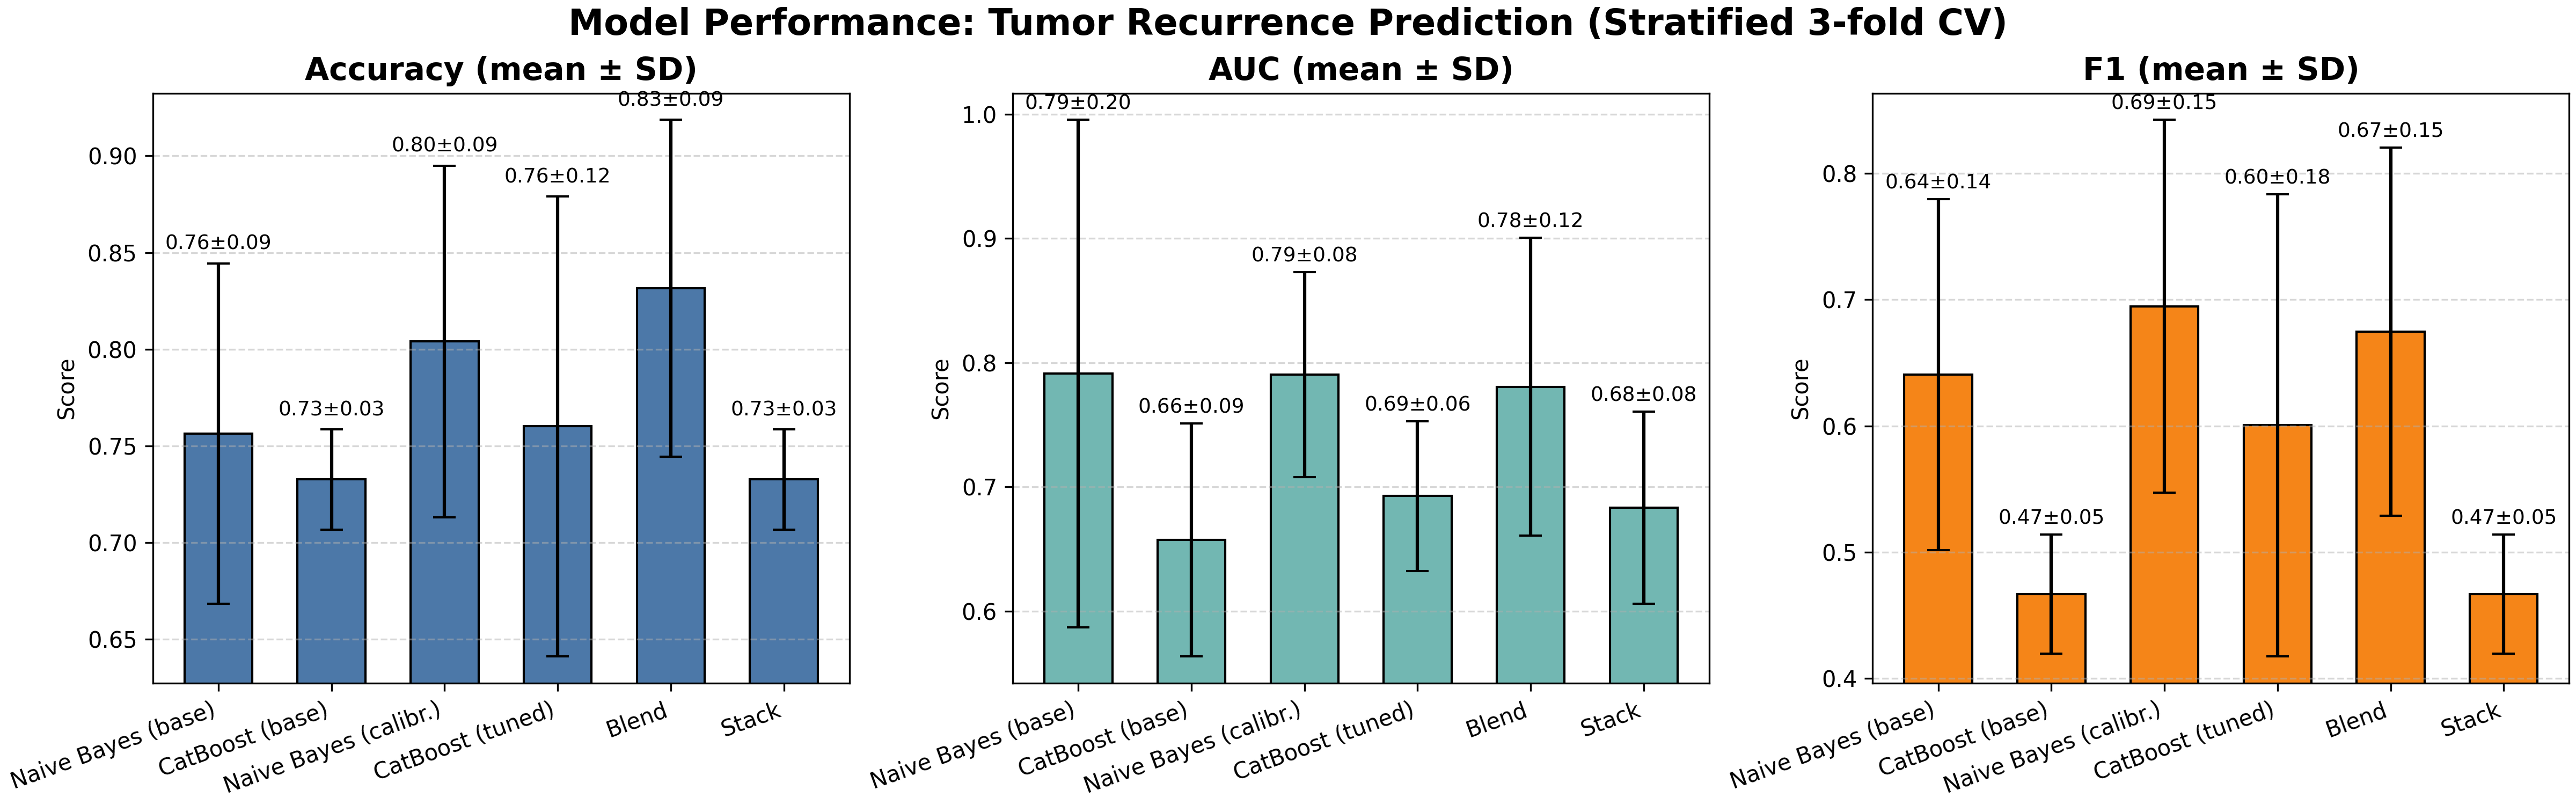 Model Performance: Tumor Recurrence Prediction (Stratified 3-fold CV)
Accuracy (mean ± SD)
0.83±0.09
0.80±0.09
0.76±0.12
0.76±0.09
0.73±0.03
0.73±0.03
0.90
0.85
0.80
0.75
0.70
0.65
Score
Naive Bayes (base)
CatBoost (base)
Naive Bayes (calibr.)
CatBoost (tuned)
Blend
Stack
AUC (mean ± SD)
0.79±0.20
0.66±0.09
0.79±0.08
0.69±0.06
0.78±0.12
0.68±0.08
1.0
0.9
0.8
0.7
0.6
Score
Naive Bayes (base)
CatBoost (base)
Naive Bayes (calibr.)
CatBoost (tuned)
Blend
Stack
F1 (mean ± SD)
0.64±0.14
0.47±0.05
0.69±0.15
0.60±0.18
0.67±0.15
0.47±0.05
0.8
0.7
0.6
0.5
0.4
Score
Naive Bayes (base)
CatBoost (base)
Naive Bayes (calibr.)
CatBoost (tuned)
Blend
Stack